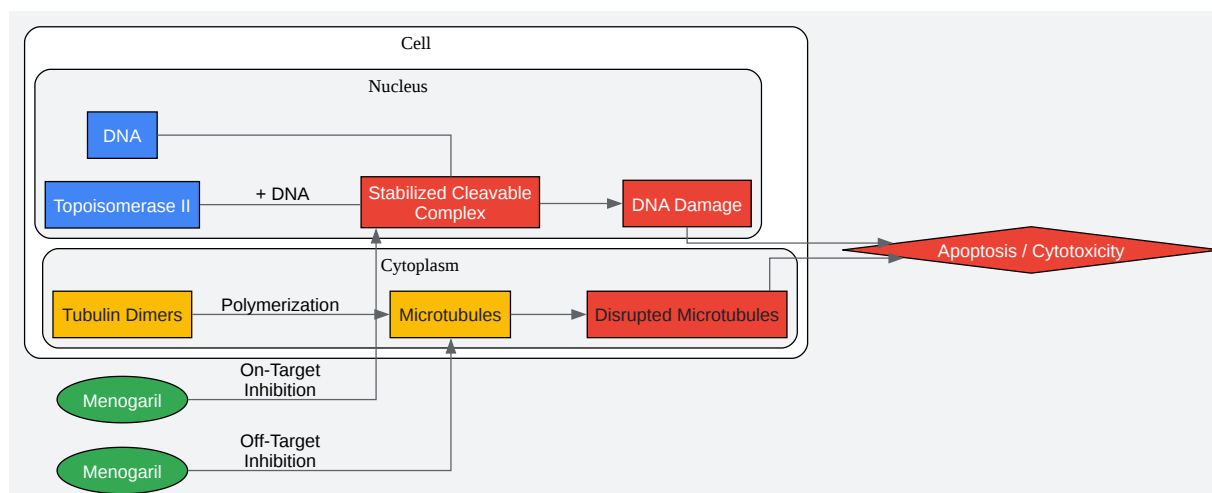 Cell
Nucleus
DNA
Topoisomerase II
+ DNA
Stabilized Cleavable
Complex
DNA Damage
Apoptosis / Cytotoxicity
Cytoplasm
Tubulin Dimers
Polymerization
Microtubules
Disrupted Microtubules
On-Target
Inhibition
Menogaril
Off-Target
Inhibition
Menogaril